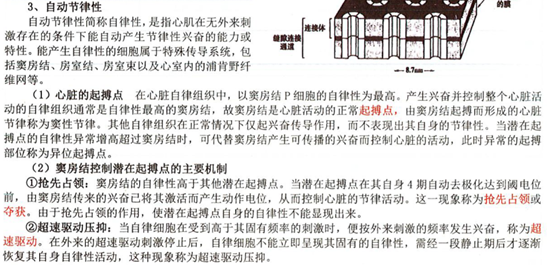 3、自动节律性
自动节律性简称自律性,是指心肌在无外来刺
激存在的条件下能自动产生节律性兴奋的能力或
特性。能产生自律性的细胞属于特殊传导系统,包
括窦房结、房室结、房室束以及心室内的浦肯野纤
维网等。
的膜
连接体
缝隙连接
通道
8.7nm
(1)心脏的起搏点 在心脏自律组织中,以窦房结 P 细胞的自律性为最高。产生兴奋并控制整个心脏活
动的自律组织通常是自律性最高的窦房结,故窦房结是心脏活动的正常起搏点,由窦房结起搏而形成的心脏
节律称为窦性节律。其他自律组织在正常情况下仅起兴奋传导作用,而不表现出其自身的节律性。当潜在起
搏点的自律性异常增高超过窦房结时,可代替窦房结产生可传播的兴奋而控制心脏的活动,此时异常的起搏
部位称为异位起搏点。
(2)窦房结控制潜在起搏点的主要机制
①抢先占领:窦房结的自律性高于其他潜在起搏点。当潜在起搏点在其自身 4 期自动去极化达到阈电位
前,由窦房结传来的兴奋已将其激活而产生动作电位,从而控制心脏的节律活动。这一现象称为抢先占领或
夺获。由于抢先占领的作用,使潜在起搏点自身的自律性不能显现出来。
②超速驱动压抑:当自律细胞在受到高于其固有频率的刺激时,便按外来刺激的频率发生兴奋,称为超
速驱动。在外来的超速驱动刺激停止后,自律细胞不能立即呈现其固有的自律性,需经一段静止期后才逐渐
恢复其自身自律性活动,这种现象称为超速驱动压抑。